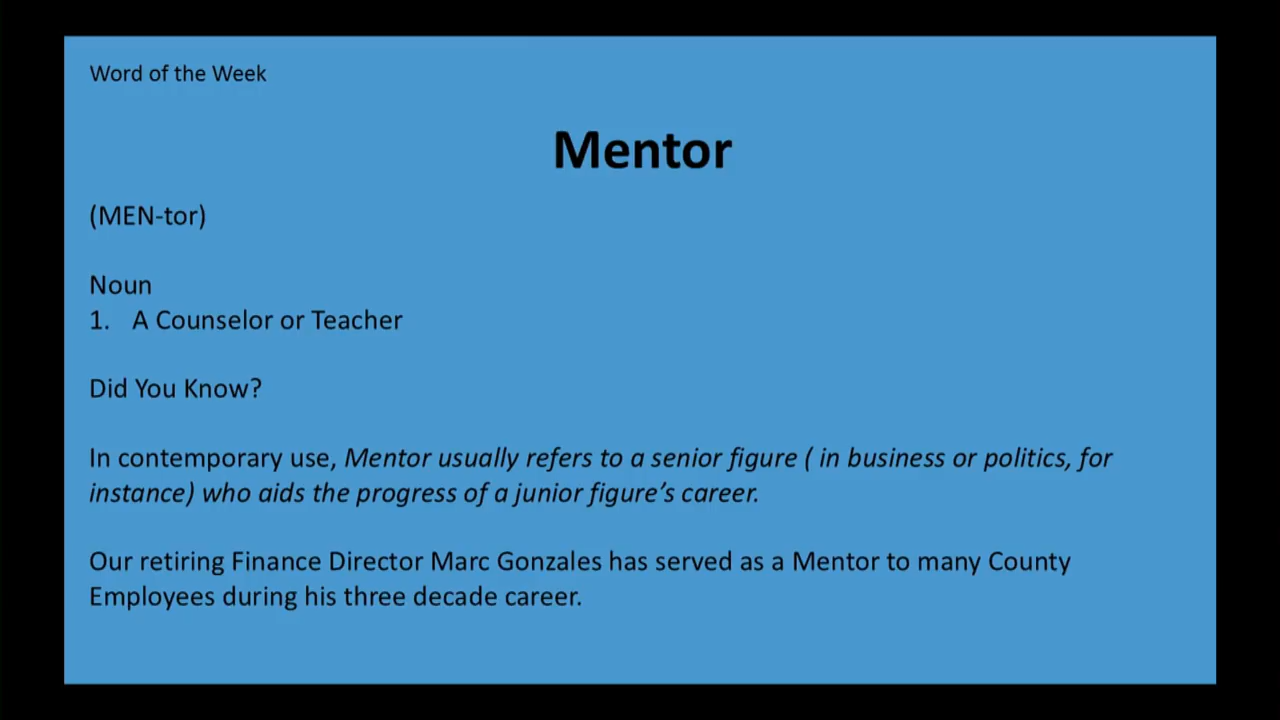 Word of the Week
Mentor
(MEN-tor)
Noun
1. A Counselor or Teacher
Did You Know?
In contemporary use, Mentor usually refers to a senior figure ( in business or politics, for
instance) who aids the progress of a junior figure’s career.
Our retiring Finance Director Marc Gonzales has served as a Mentor to many County
Employees during his three decade career.